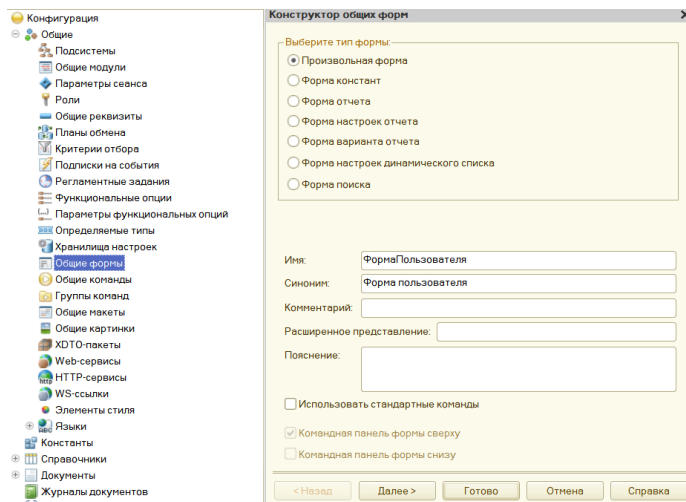 Конфигурация
Общие
Подсистемы
Общие модули
Параметры сеанса
Роли
Общие реквизиты
Планы обмена
Критерии отбора
Подписки на события
Регламентные задания
Функциональные опции
Параметры функциональных опций
Определяемые типы
Хранилища настроек
Общие формы
Общие команды
Группы команд
Общие макеты
Общие картинки
XDTO-пакеты
Web-сервисы
HTTP-сервисы
WS-ссылки
Элементы стиля
Языки
Константы
Справочники
Документы
Журналы документов
Конструктор общих форм
Выберите тип формы:
Произвольная форма
Форма констант
Форма отчета
Форма настроек отчета
Форма варианта отчета
Форма настроек динамического списка
Форма поиска
Имя: ФормаПользователя
Синоним: Форма пользователя
Комментарий:
Расширенное представление:
Пояснение:
Использовать стандартные команды
Командная панель формы сверху
Командная панель формы снизу
< Назад Далее > Готово Отмена Справка